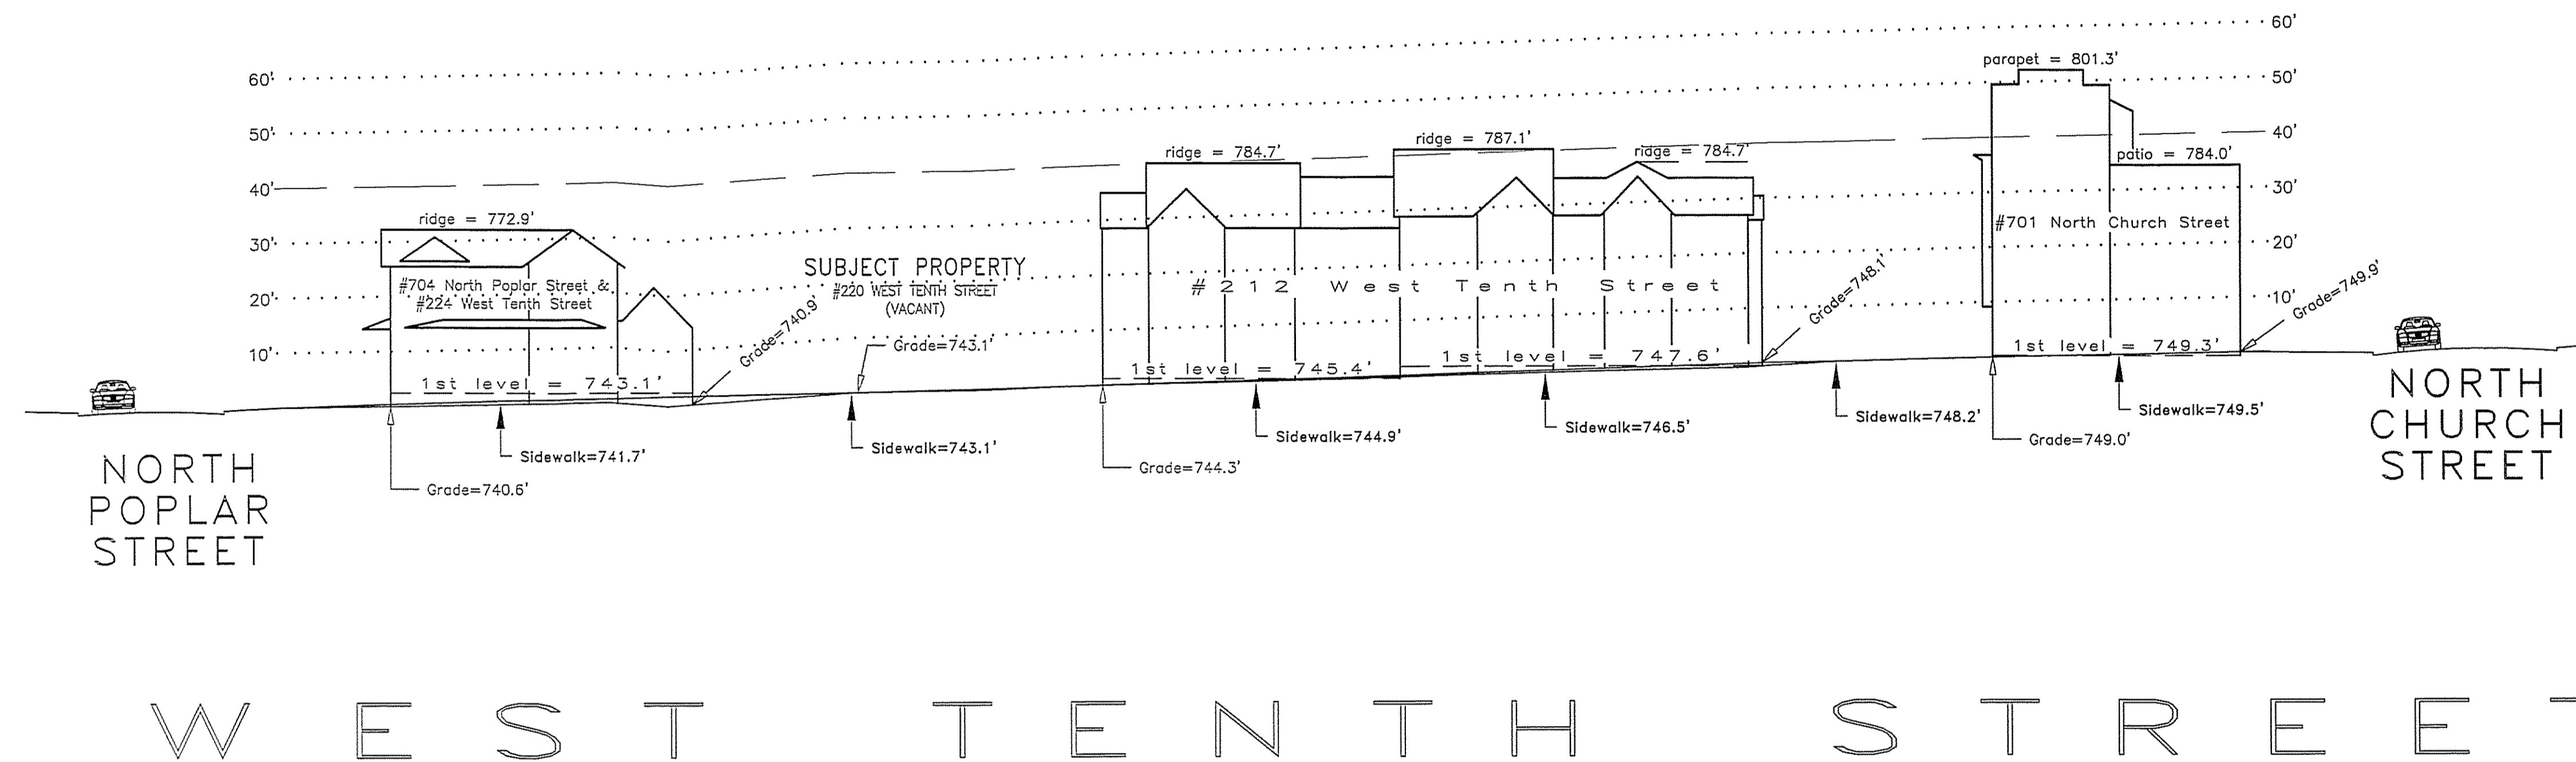 60'
60'
parapet = 801.3'
60'
50'
50'
40'
ridge = 784.7'
ridge = 787.1'
ridge = 784.7'
patio = 784.0'
40'
30'
ridge = 772.9'
#701 North Church Street
30'
20'
SUBJECT PROPERTY
#220 WEST TENTH STREET
(VACANT)
#704 North Poplar Street &
#224 West Tenth Street
#212 West Tenth Street
20'
10'
Grade=740.9'
Grade=748.1'
Grade=749.9'
10'
Grade=743.1'
1st level = 743.1'
1st level = 745.4'
1st level = 747.6'
1st level = 749.3'
Sidewalk=741.7'
Sidewalk=743.1'
Sidewalk=744.9'
Sidewalk=746.5'
Sidewalk=748.2'
Sidewalk=749.5'
Grade=740.6'
Grade=744.3'
Grade=749.0'
NORTH
POPLAR
STREET
NORTH
CHURCH
STREET
WEST TENTH STREET